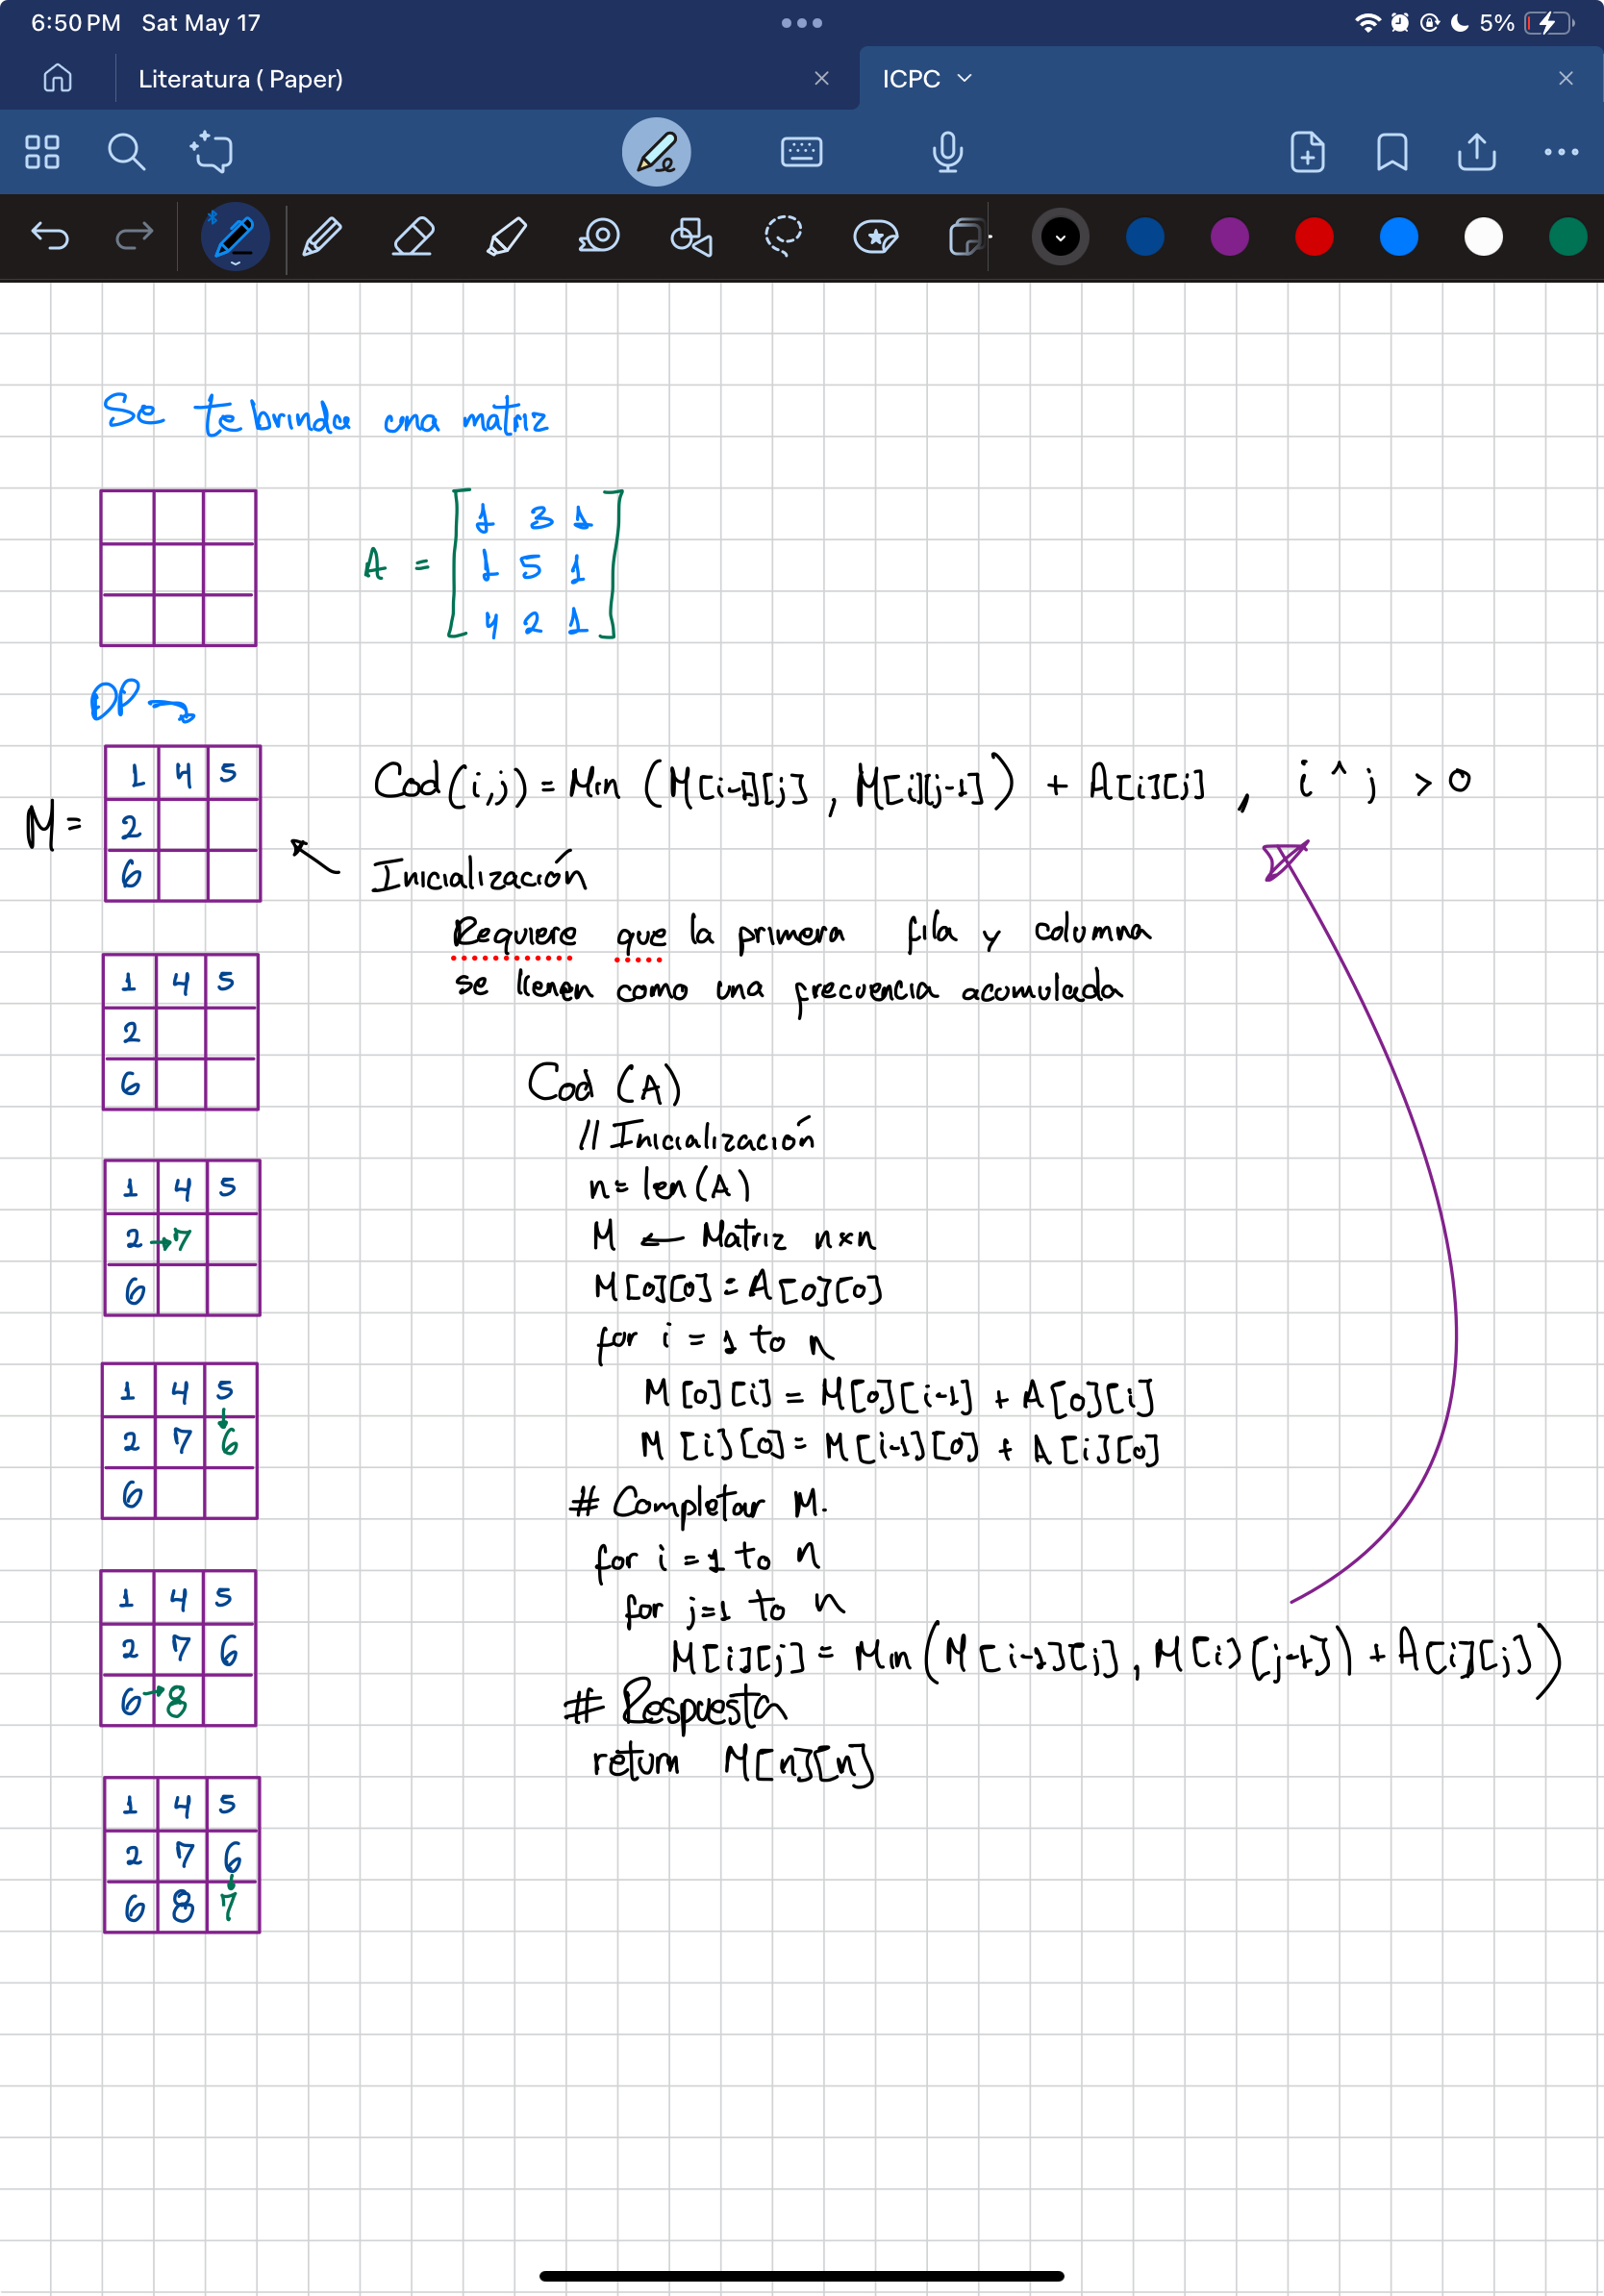 6:50 PM Sat May 17
5%
Literatura ( Paper)
ICPC
Se te brinda una matriz
A = [
1 3 1
1 5 1
4 2 1
]
DP →
M =
1 4 5
2
6
Cod(i,j) = Min (M[i-1][j] , M[i][j-1]) + A[i][j] , i ^ j > 0
Inicialización
Requiere que la primera fila y columna
se llenen como una frecuencia acumulada
1 4 5
2
6
1 4 5
2 → 7
6
1 4 5
↓
2 7 6
6
1 4 5
2 7 6
6 → 8
1 4 5
2 7 6
↓
6 8 7
Cod (A)
// Inicialización
n = len(A)
M ← Matriz n×n
M[0][0] = A[0][0]
for i = 1 to n
M[0][i] = M[0][i-1] + A[0][i]
M[i][0] = M[i-1][0] + A[i][0]
# Completar M.
for i = 1 to n
for j=1 to n
M[i][j] = Min(M[i-1][j] , M[i][j-1]) + A[i][j])
# Respuesta
return M[n][n]